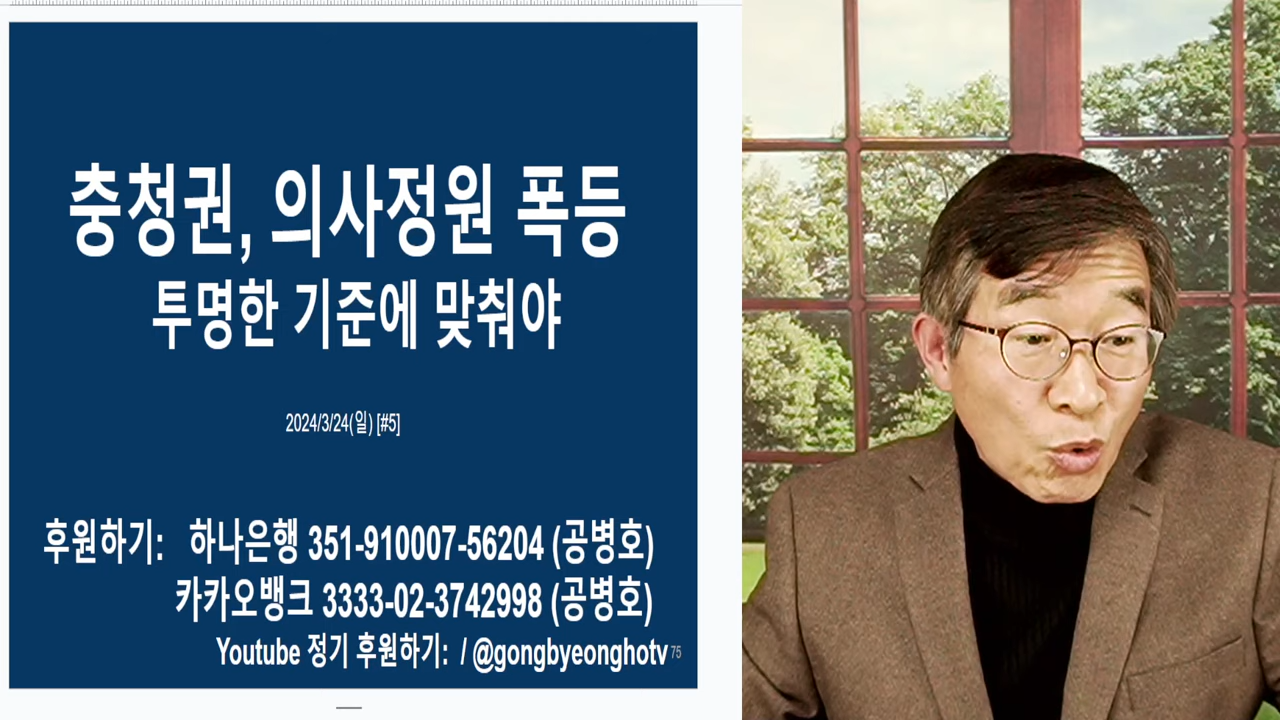 충청권, 의사정원 폭등
투명한 기준에 맞춰야
2024/3/24(일) [#5]
후원하기: 하나은행 351-910007-56204 (공병호)
카카오뱅크 3333-02-3742998 (공병호)
Youtube 정기 후원하기: / @gongbyeonghotv
75